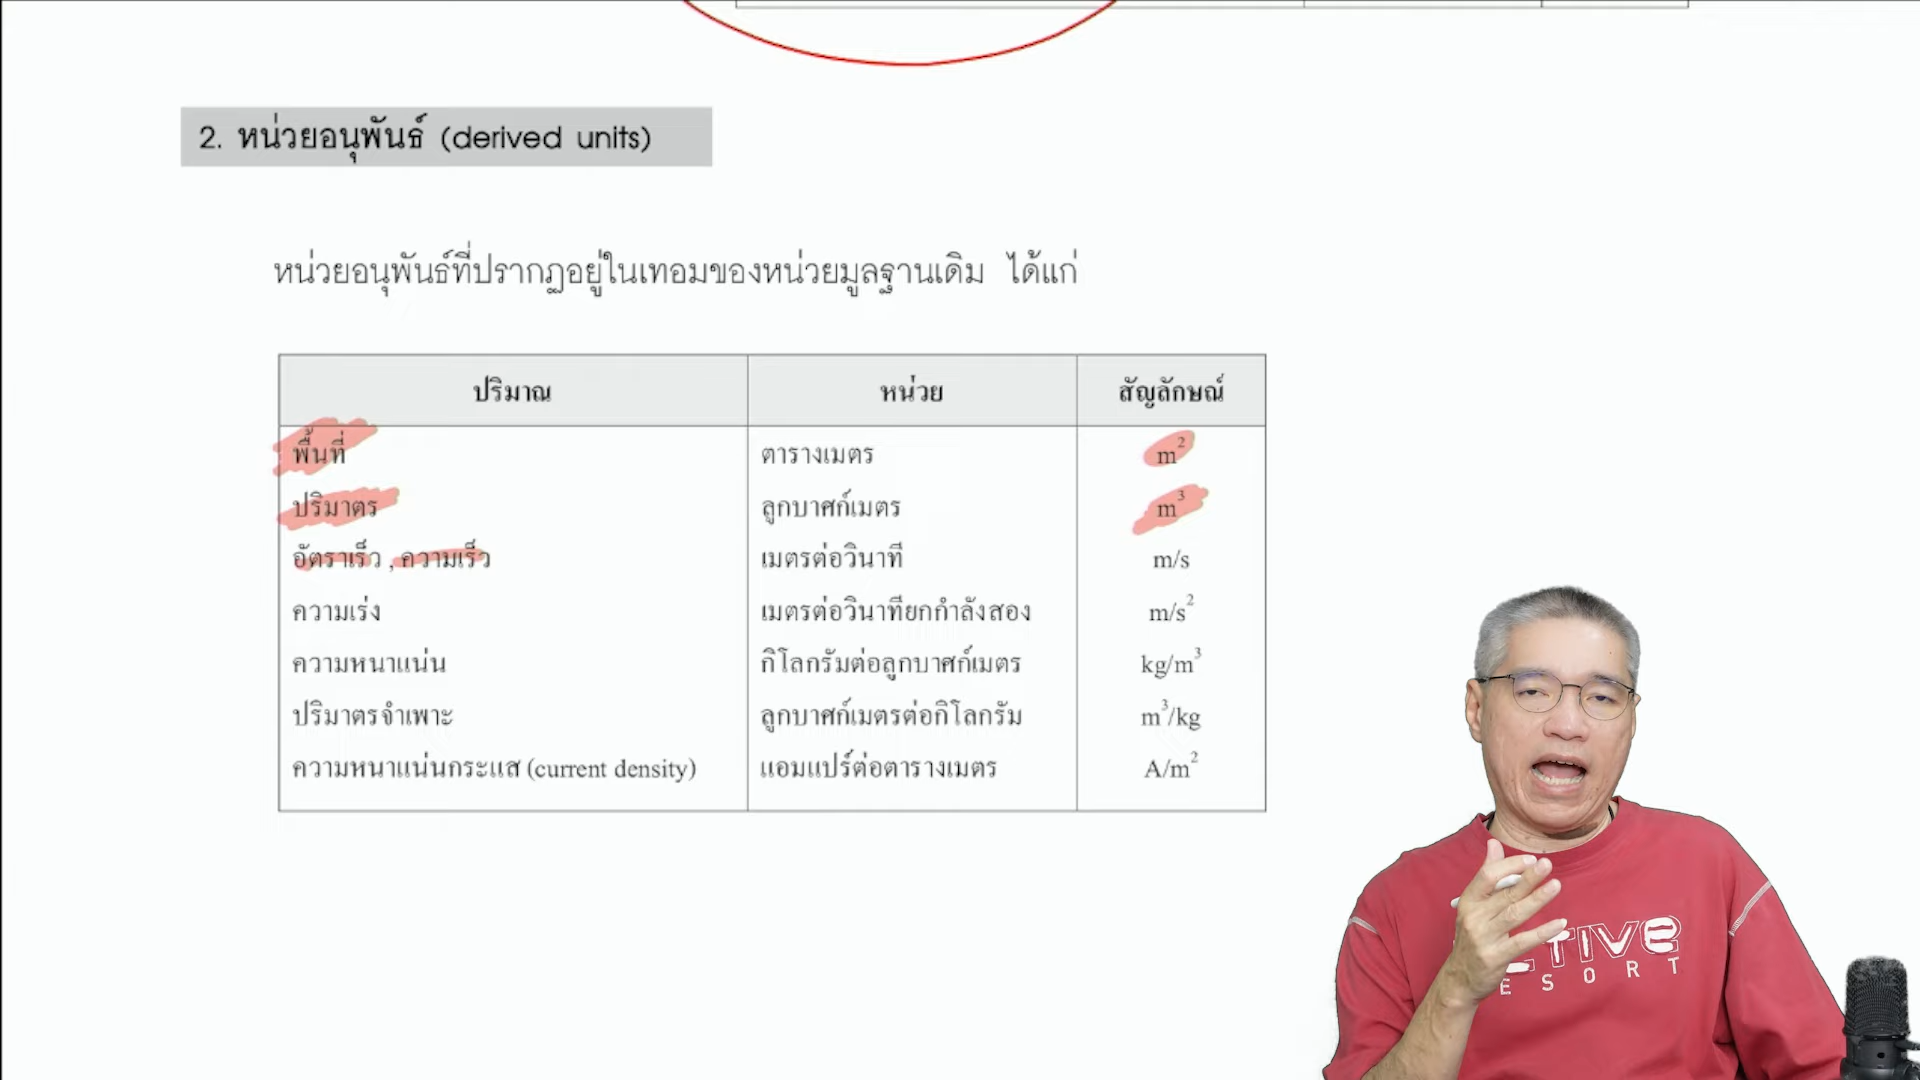 2. หน่วยอนุพันธ์ (derived units)
หน่วยอนุพันธ์ที่ปรากฏอยู่ในเทอมของหน่วยมูลฐานเดิม ได้แก่
ปริมาณ หน่วย สัญลักษณ์
พื้นที่ ตารางเมตร m²
ปริมาตร ลูกบาศก์เมตร m³
อัตราเร็ว , ความเร็ว เมตรต่อวินาที m/s
ความเร่ง เมตรต่อวินาทียกกำลังสอง m/s²
ความหนาแน่น กิโลกรัมต่อลูกบาศก์เมตร kg/m³
ปริมาตรจำเพาะ ลูกบาศก์เมตรต่อกิโลกรัม m³/kg
ความหนาแน่นกระแส (current density) แอมแปร์ต่อตารางเมตร A/m²